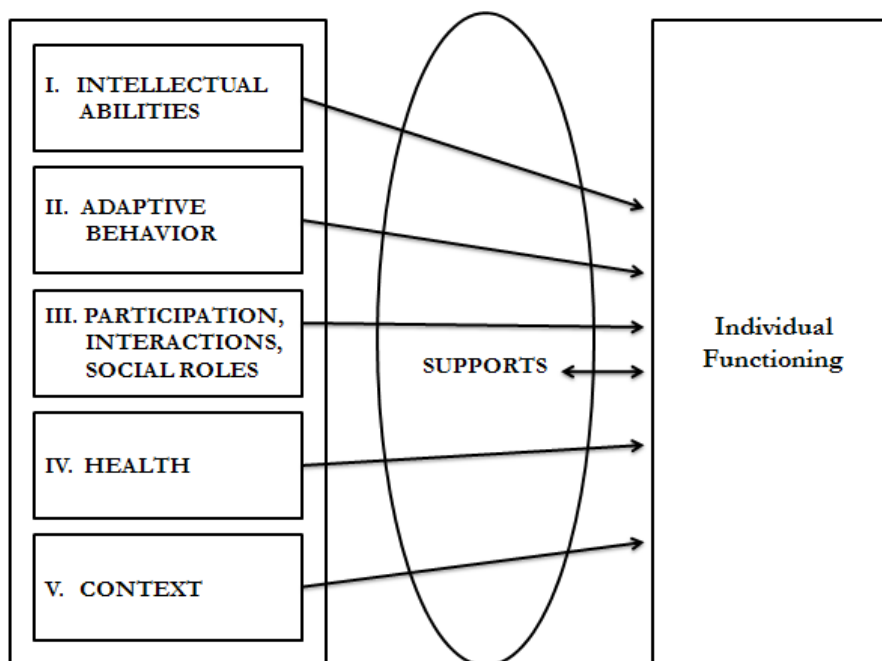 I. INTELLECTUAL
ABILITIES
II. ADAPTIVE
BEHAVIOR
III. PARTICIPATION,
INTERACTIONS,
SOCIAL ROLES
IV. HEALTH
V. CONTEXT
SUPPORTS
Individual
Functioning